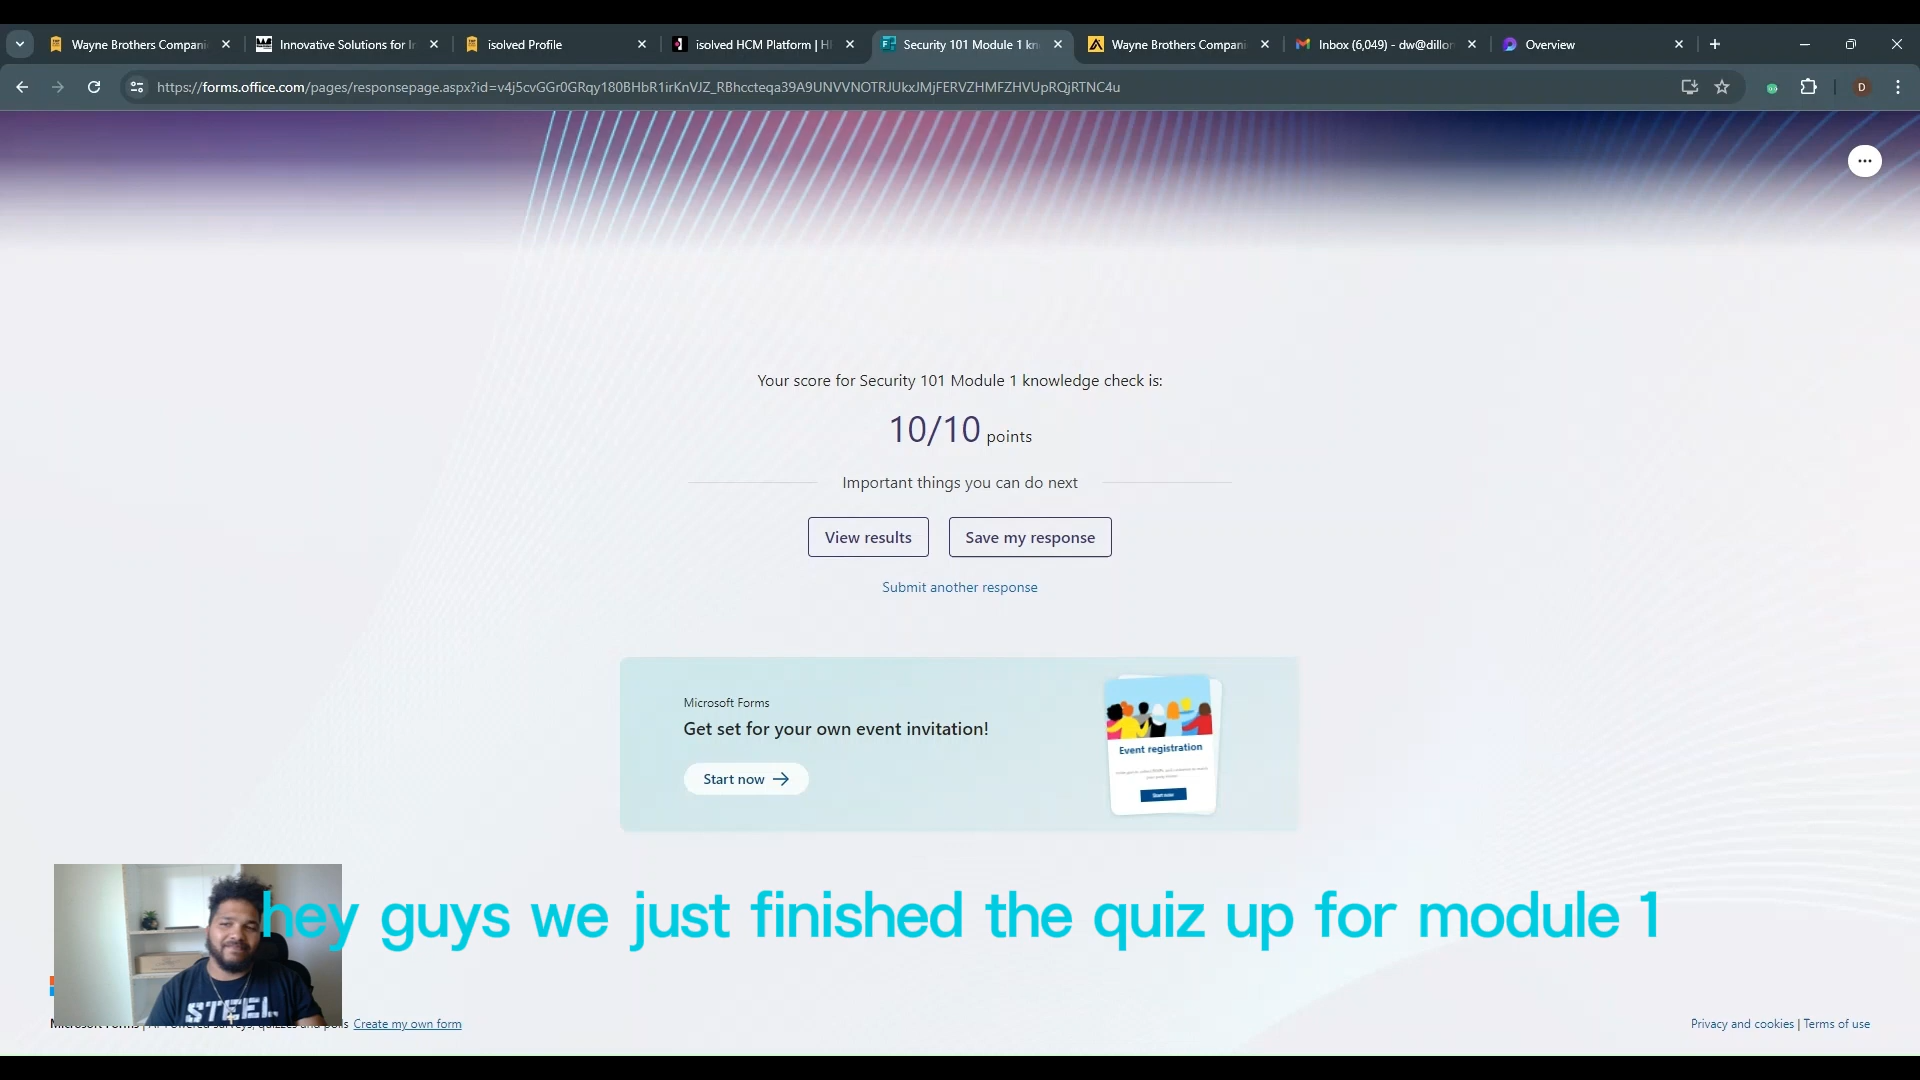 Wayne Brothers Compani
Innovative Solutions for I
isolved Profile
isolved HCM Platform | H
Security 101 Module 1 kn
Wayne Brothers Compani
Inbox (6,049) - dw@dillor
Overview
https://forms.office.com/pages/responsepage.aspx?id=v4j5cvGGr0GRqy180BHbR1irKnVJZ_RBhccteqa39A9UNVVNOTRJUkxJMjFERVZHMFZHVUpRQjRTNC4u
D
Your score for Security 101 Module 1 knowledge check is:
10/10 points
Important things you can do next
View results
Save my response
Submit another response
Microsoft Forms
Get set for your own event invitation!
Start now
Event registration
Start now
hey guys we just finished the quiz up for module 1
STEEL
Create my own form
Privacy and cookies | Terms of use